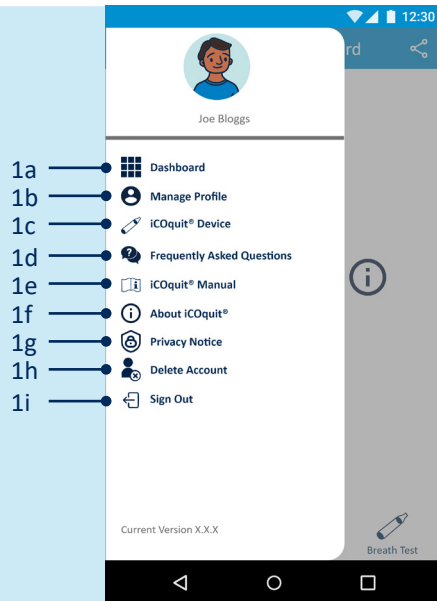 12:30
rd
Joe Bloggs
1a Dashboard
1b Manage Profile
1c iCOquit® Device
1d Frequently Asked Questions
1e iCOquit® Manual
1f About iCOquit®
1g Privacy Notice
1h Delete Account
1i Sign Out
Current Version X.X.X
Breath Test